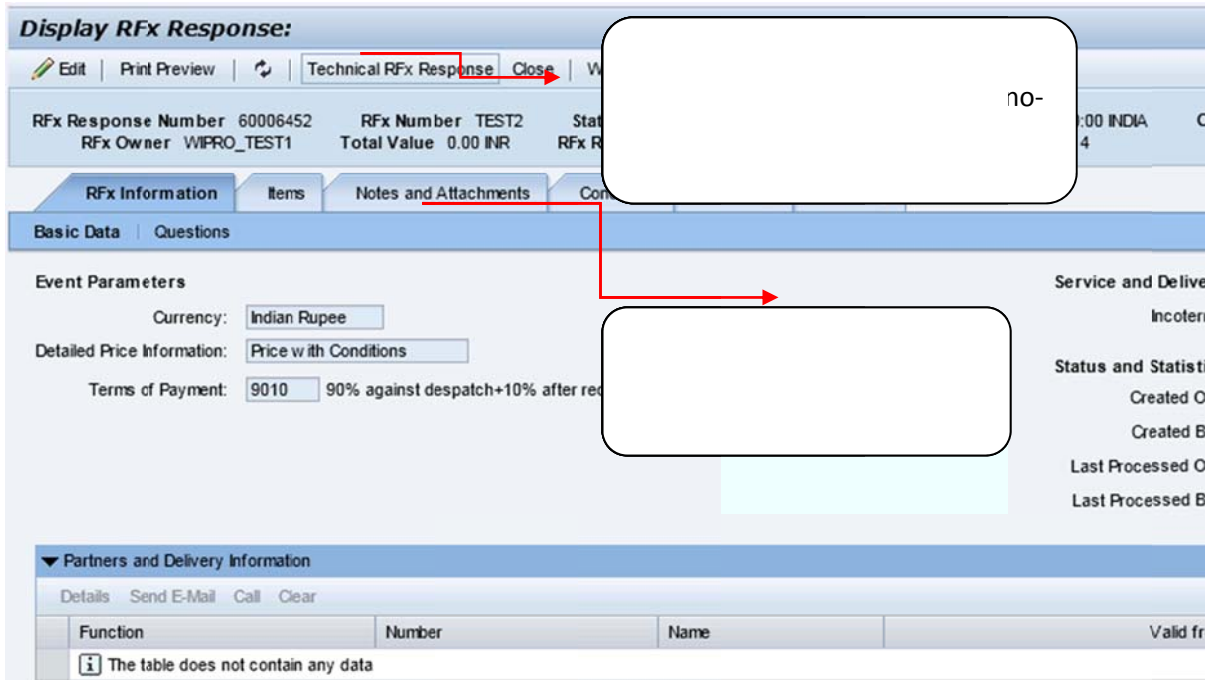 Display RFx Response:
Edit | Print Preview | Technical RFx Response Close | W
no-
RFx Response Number 60006452 RFx Number TEST2 Stat :00 INDIA C
RFx Owner WIPRO_TEST1 Total Value 0.00 INR RFx R 4
RFx Information Items Notes and Attachments Con
Basic Data | Questions
Event Parameters Service and Delive
Currency: Indian Rupee Incoter
Detailed Price Information: Price with Conditions
Status and Statisti
Terms of Payment: 9010 90% against despatch+10% after rec Created O
Created B
Last Processed O
Last Processed B
Partners and Delivery Information
Details Send E-Mail Call Clear
Function Number Name Valid fr
The table does not contain any data